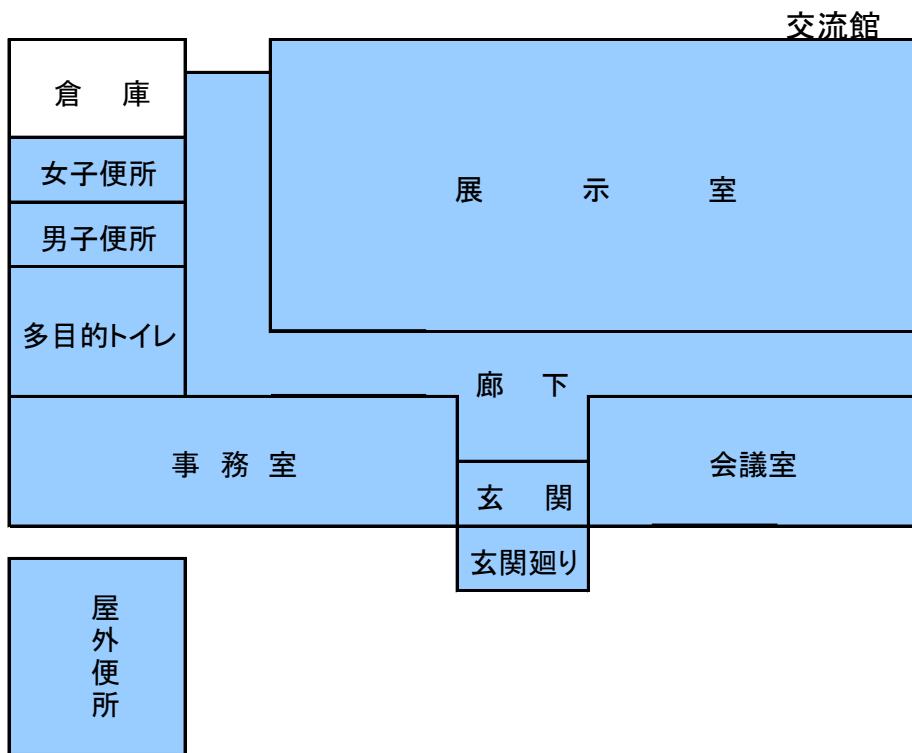 交流館
倉　庫
女子便所
展　示　室
男子便所
多目的トイレ
廊　下
事 務 室
会議室
玄　関
玄関廻り
屋外便所